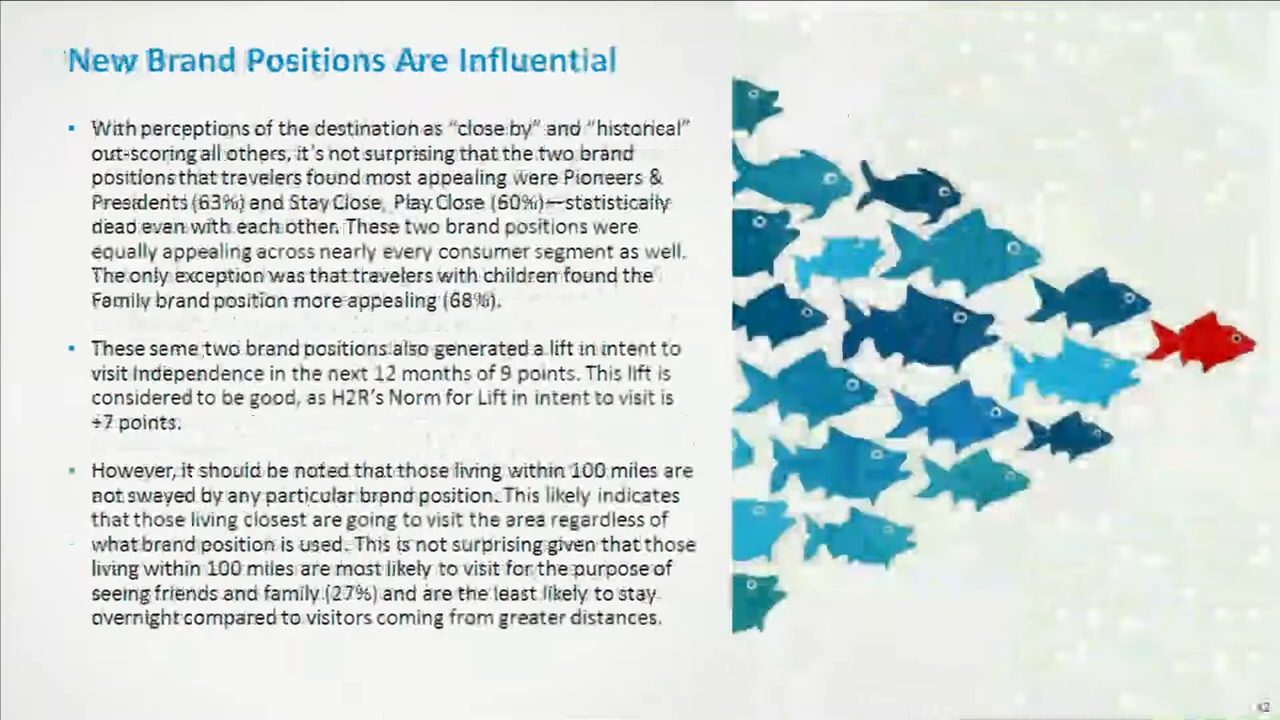 New Brand Positions Are Influential
▪ With perceptions of the destination as “close by” and “historical”
out-scoring all others, it’s not surprising that the two brand
positions that travelers found most appealing were Pioneers &
Presidents (63%) and Stay Close, Play Close (60%)—statistically
dead even with each other. These two brand positions were
equally appealing across nearly every consumer segment as well.
The only exception was that travelers with children found the
Family brand position more appealing (68%).
▪ These same two brand positions also generated a lift in intent to
visit Independence in the next 12 months of 9 points. This lift is
considered to be good, as H2R’s Norm for Lift in intent to visit is
+7 points.
▪ However, it should be noted that those living within 100 miles are
not swayed by any particular brand position. This likely indicates
that those living closest are going to visit the area regardless of
what brand position is used. This is not surprising given that those
living within 100 miles are most likely to visit for the purpose of
seeing friends and family (27%) and are the least likely to stay
overnight compared to visitors coming from greater distances.